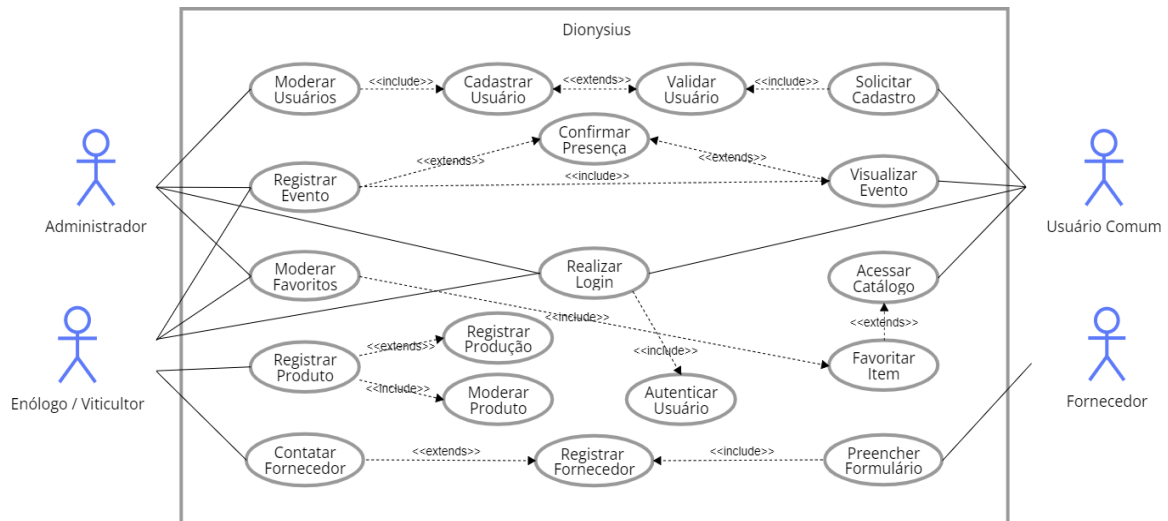 Dionysius
Moderar
Usuários
<<include>>
Cadastrar
Usuário
<<extends>>
Validar
Usuário
<<include>>
Solicitar
Cadastro
Confirmar
Presença
<<extends>>
<<extends>>
Registrar
Evento
<<include>>
Visualizar
Evento
Administrador
Usuário Comum
Moderar
Favoritos
Realizar
Login
Acessar
Catálogo
<<include>>
<<extends>>
Registrar
Produção
<<extends>>
Registrar
Produto
<<include>>
Moderar
Produto
<<include>>
Autenticar
Usuário
Favoritar
Item
Enólogo / Viticultor
Fornecedor
Contatar
Fornecedor
<<extends>>
Registrar
Fornecedor
<<include>>
Preencher
Formulário